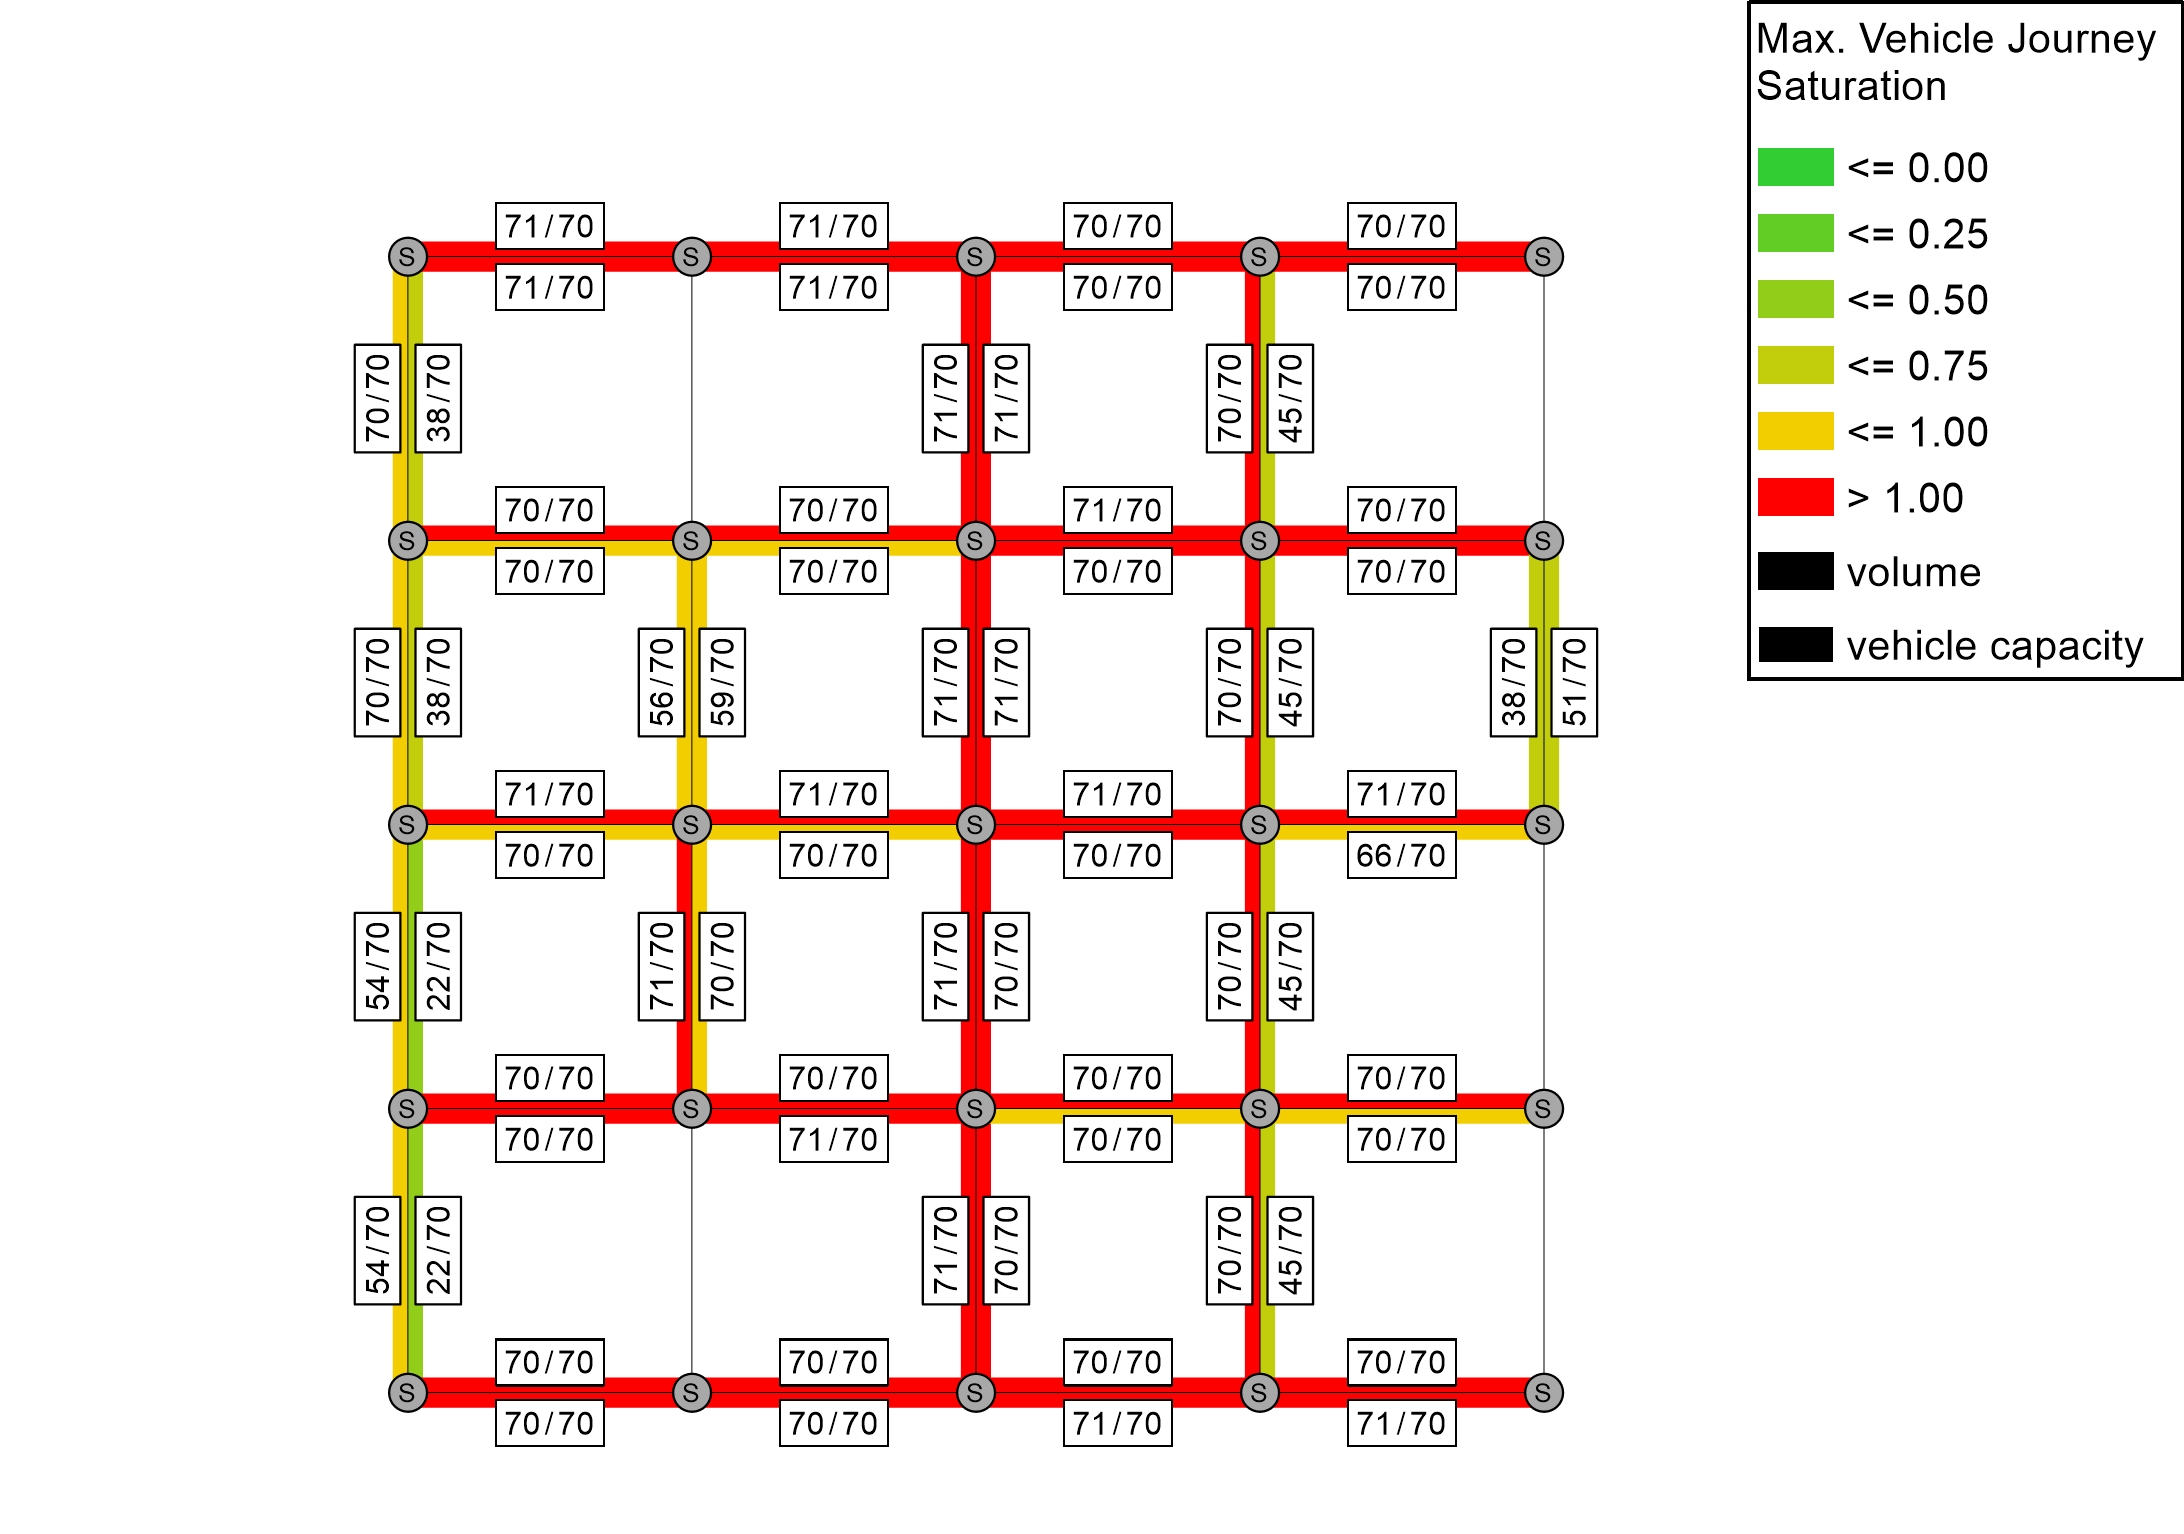 Max. Vehicle Journey
Saturation
<= 0.00
<= 0.25
<= 0.50
<= 0.75
<= 1.00
> 1.00
volume
vehicle capacity
71/70 71/70 70/70 70/70
S S S S S
71/70 71/70 70/70 70/70
70/70 38/70 71/70 71/70 70/70 45/70
70/70 70/70 71/70 70/70
S S S S S
70/70 70/70 70/70 70/70
70/70 38/70 56/70 59/70 71/70 71/70 70/70 45/70 38/70 51/70
71/70 71/70 71/70 71/70
S S S S S
70/70 70/70 70/70 66/70
54/70 22/70 71/70 70/70 71/70 70/70 70/70 45/70
70/70 70/70 70/70 70/70
S S S S S
70/70 71/70 70/70 70/70
54/70 22/70 71/70 70/70 70/70 45/70
70/70 70/70 70/70 70/70
S S S S S
70/70 70/70 71/70 71/70